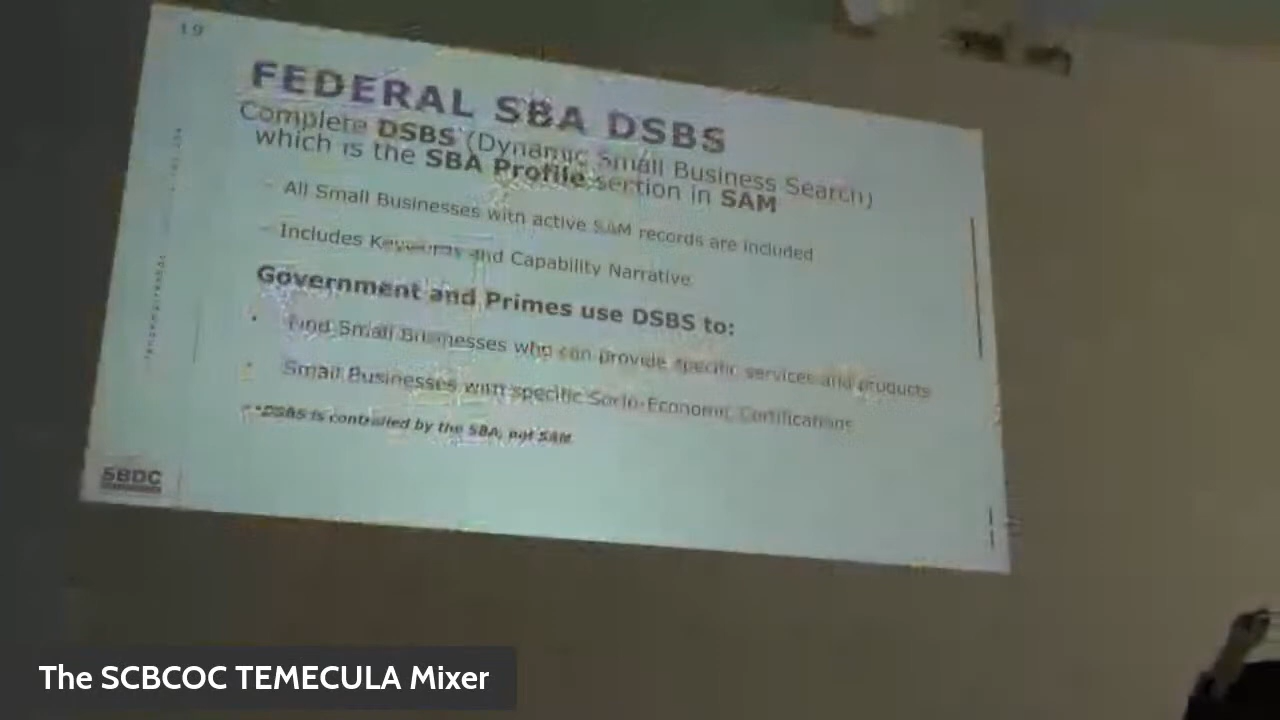 19
FEDERAL SBA DSBS
Complete DSBS (Dynamic Small Business Search)
which is the SBA Profile section in SAM
- All Small Businesses with active SAM records are included
- Includes Keywords and Capability Narrative
Government and Primes use DSBS to:
• Find Small Businesses who can provide specific services and products
• Small Businesses with specific Socio-Economic Certifications
**DSBS is controlled by the SBA, not SAM
SBDC
The SCBCOC TEMECULA Mixer